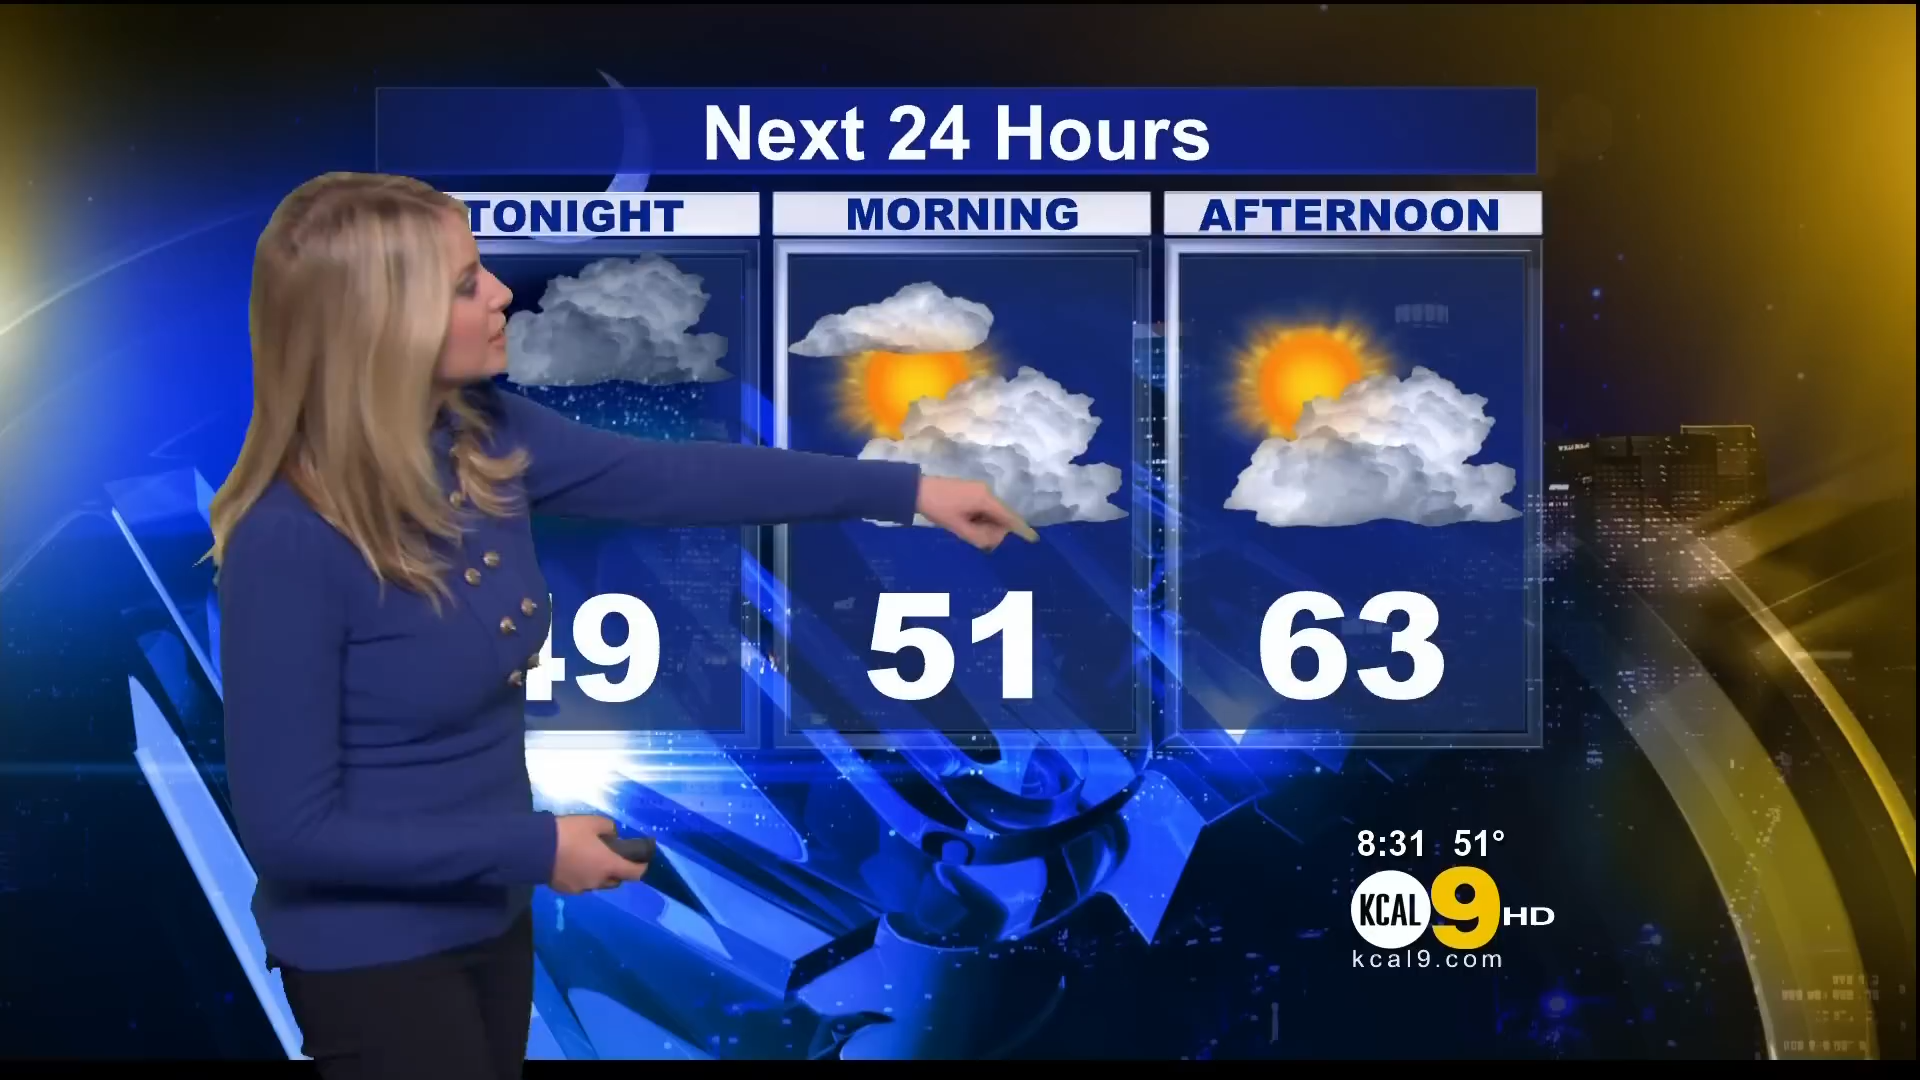 Next 24 Hours
TONIGHT MORNING AFTERNOON
49 51 63
8:31 51°
KCAL 9 HD
kcal9.com